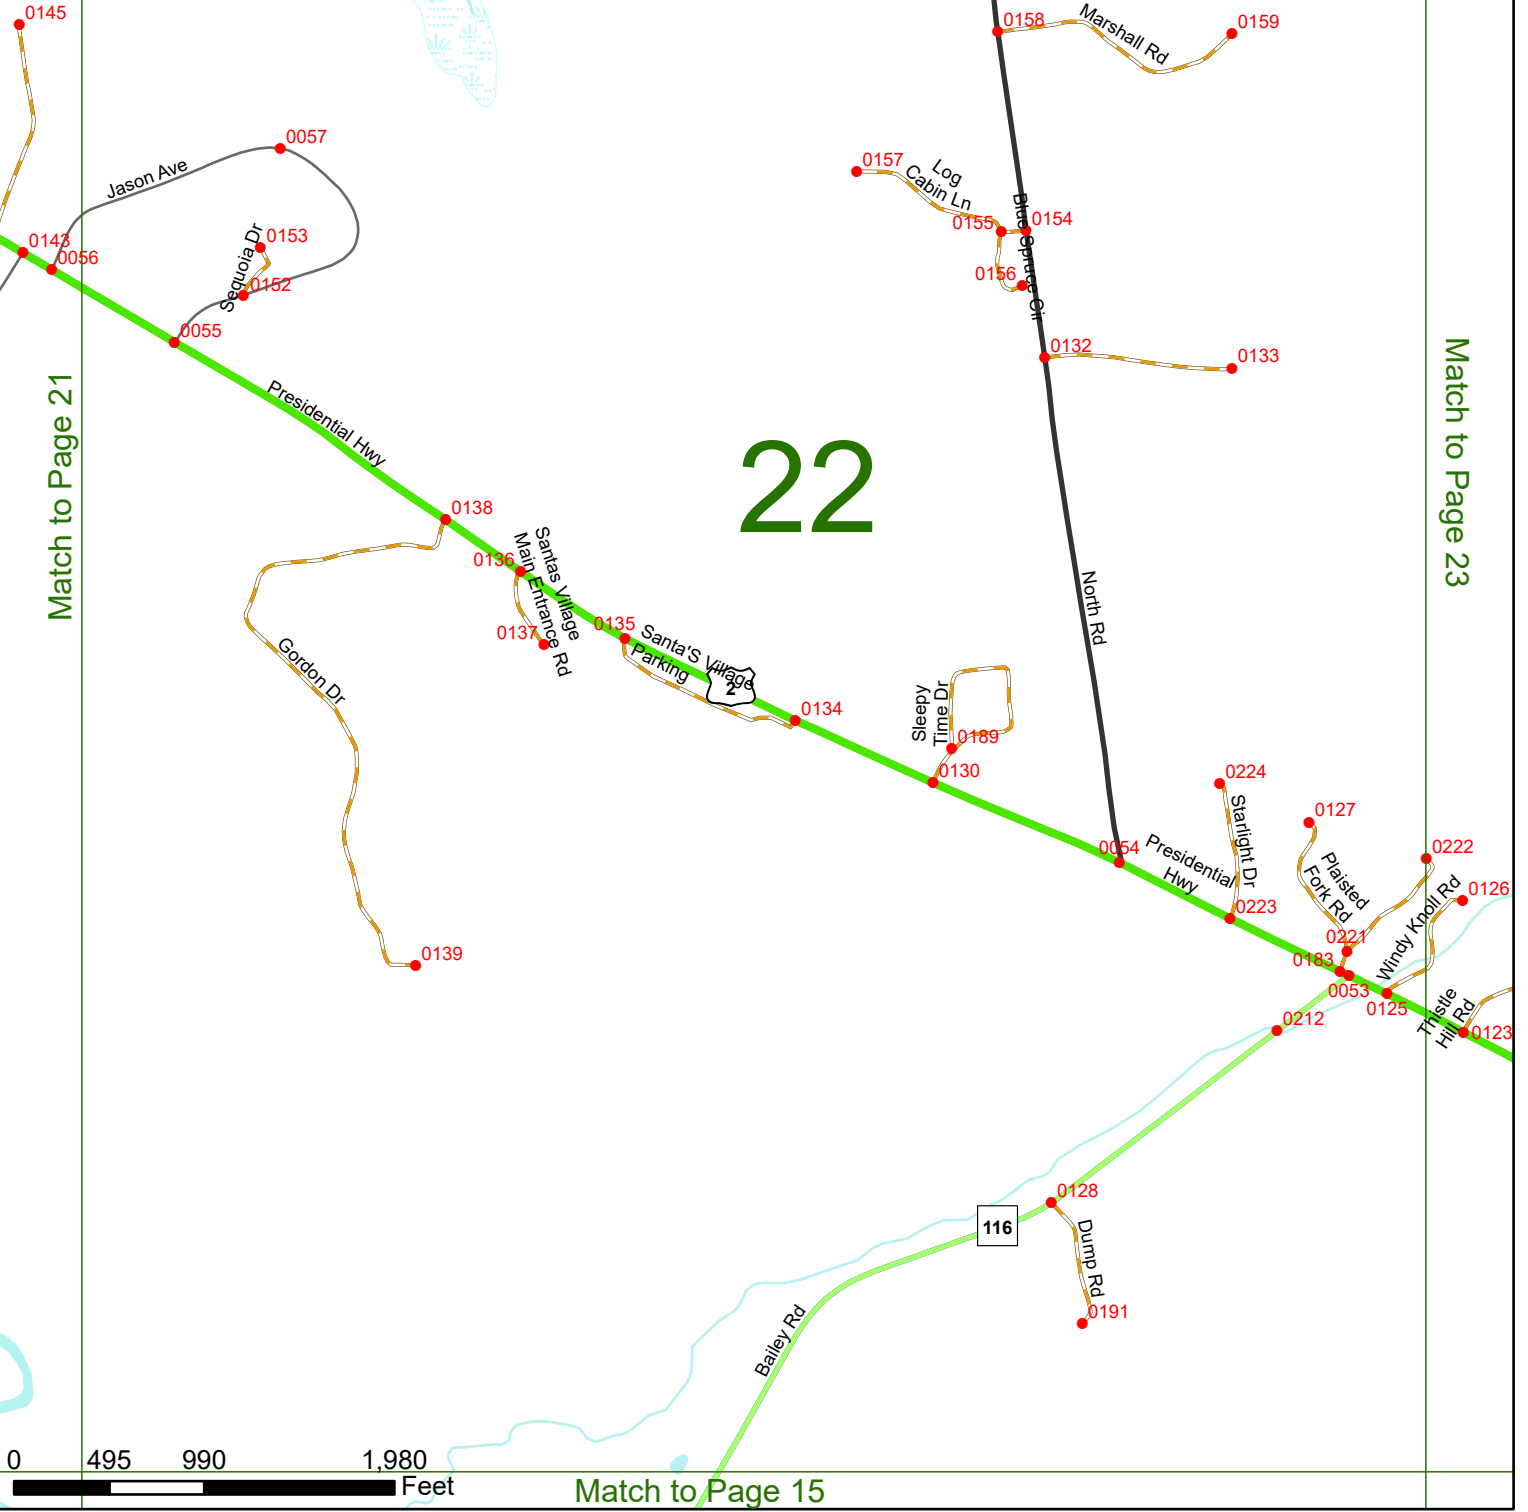 0145
0158
Marshall Rd
0159
0057
Jason Ave
0157
Log
Cabin Ln
0153
Sequoia Dr
0143
0056
0152
0155
0154
Blue Spruce Cir
0156
0055
0132
0133
Match to Page 21
Match to Page 23
Presidential Hwy
22
0138
0136
Santas Village
Main Entrance Rd
0137
0135
Santa'S Village
Parking
2
0134
North Rd
Gordon Dr
Sleepy
Time Dr
0189
0130
0224
Starlight Dr
0127
Plaisted
Fork Rd
0054
Presidential
Hwy
0222
0126
Windy Knoll Rd
0223
0221
0183
0053
0125
0139
0212
Thistle
Hill Rd
0123
0128
116
Dump Rd
0191
Bailey Rd
0 495 990 1,980
Feet
Match to Page 15